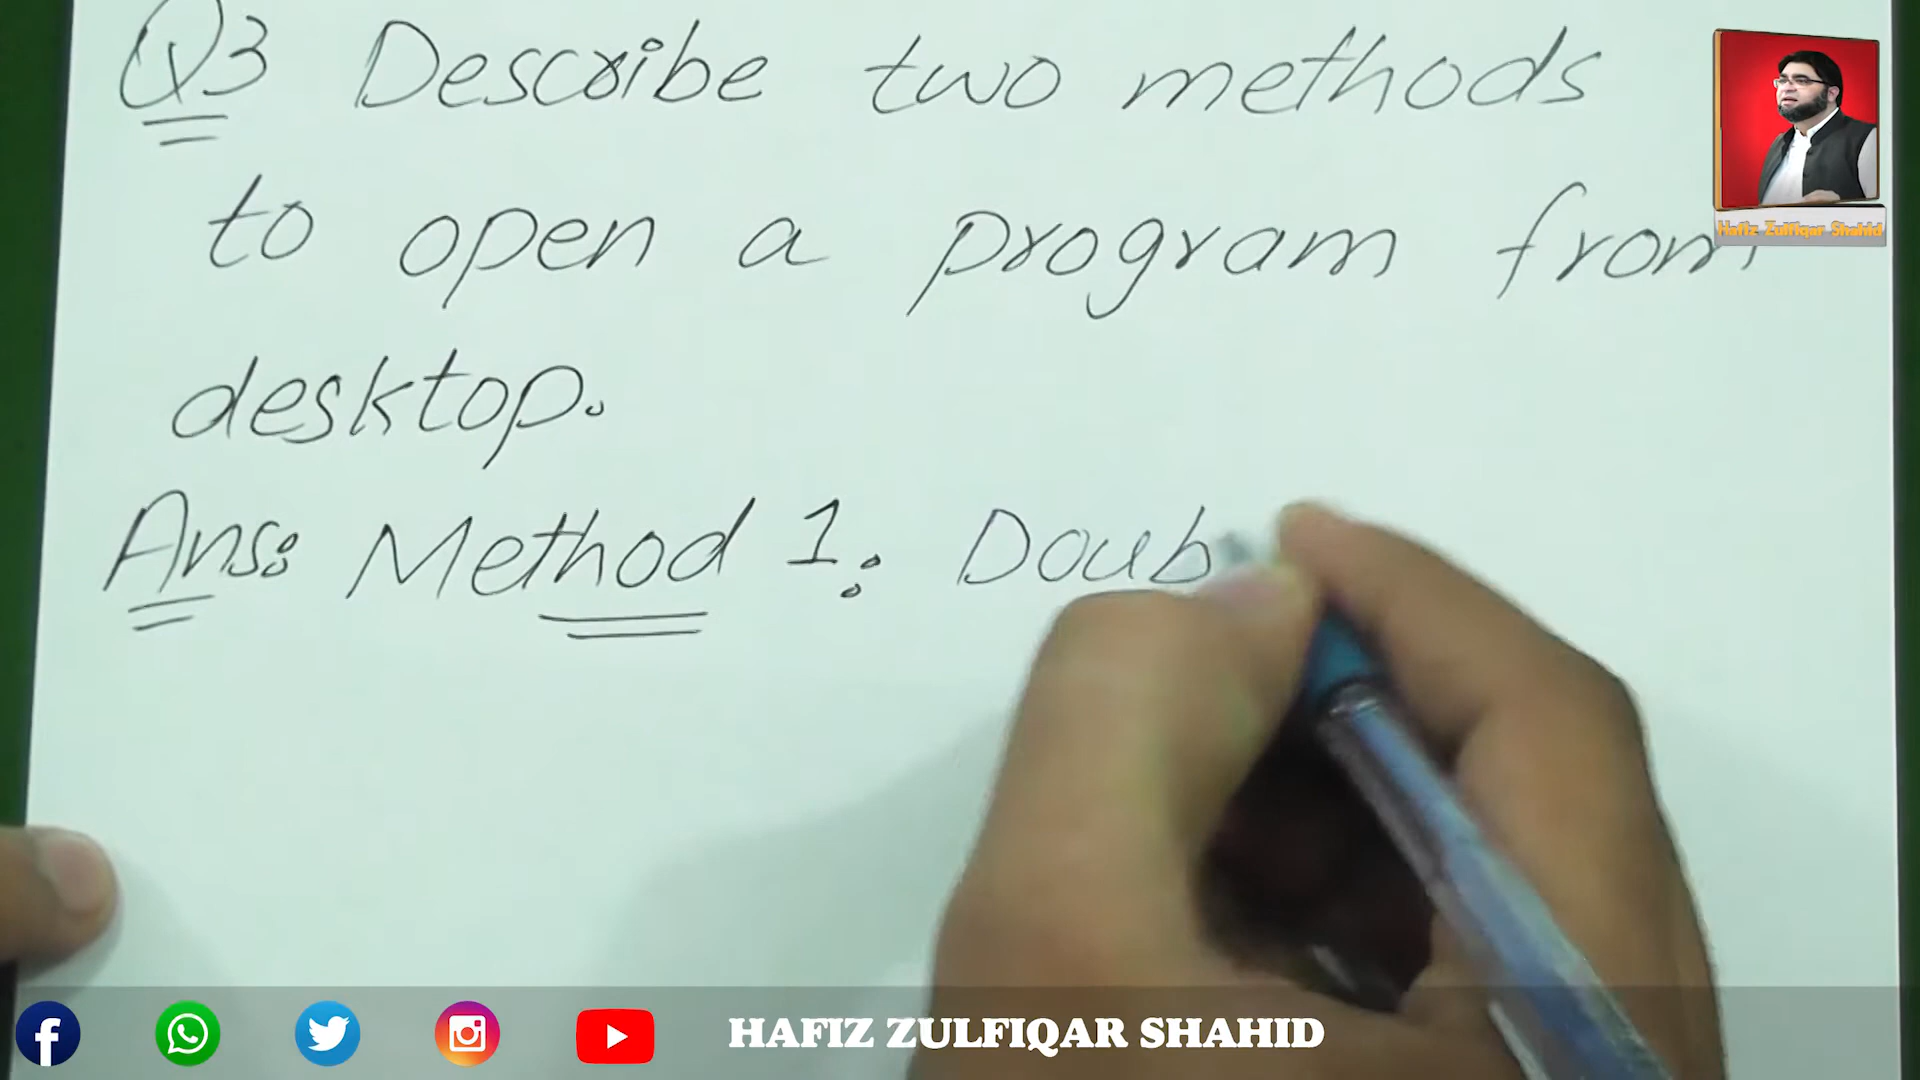 Q3 Describe two methods
to open a program from
desktop.
Ans: Method 1: Doub
Hafiz Zulfiqar Shahid
HAFIZ ZULFIQAR SHAHID